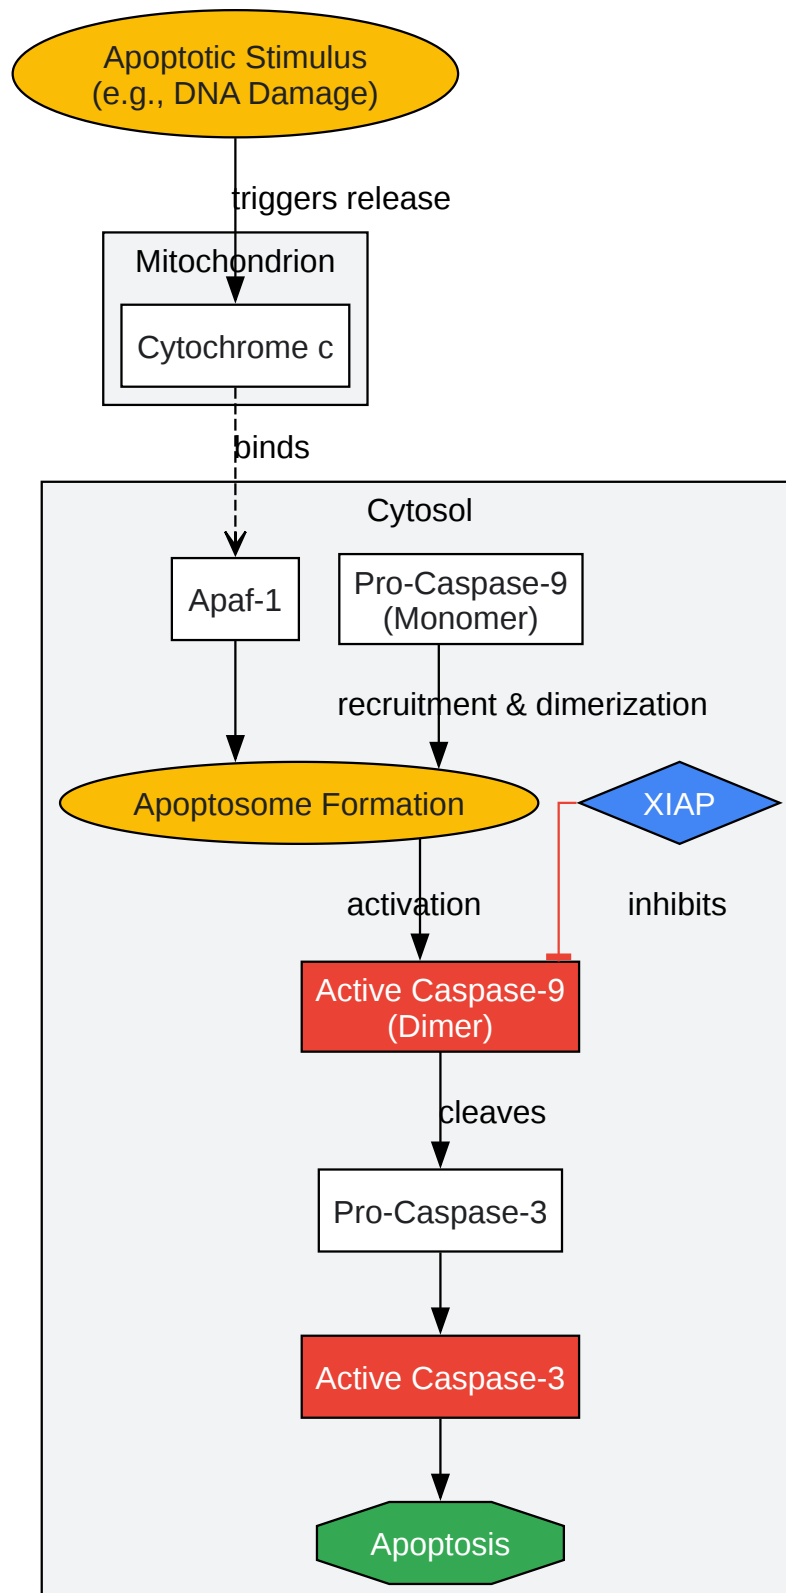 Apoptotic Stimulus
(e.g., DNA Damage)
triggers release
Mitochondrion
Cytochrome c
binds
Cytosol
Apaf-1
Pro-Caspase-9
(Monomer)
recruitment & dimerization
Apoptosome Formation
XIAP
activation
inhibits
Active Caspase-9
(Dimer)
cleaves
Pro-Caspase-3
Active Caspase-3
Apoptosis